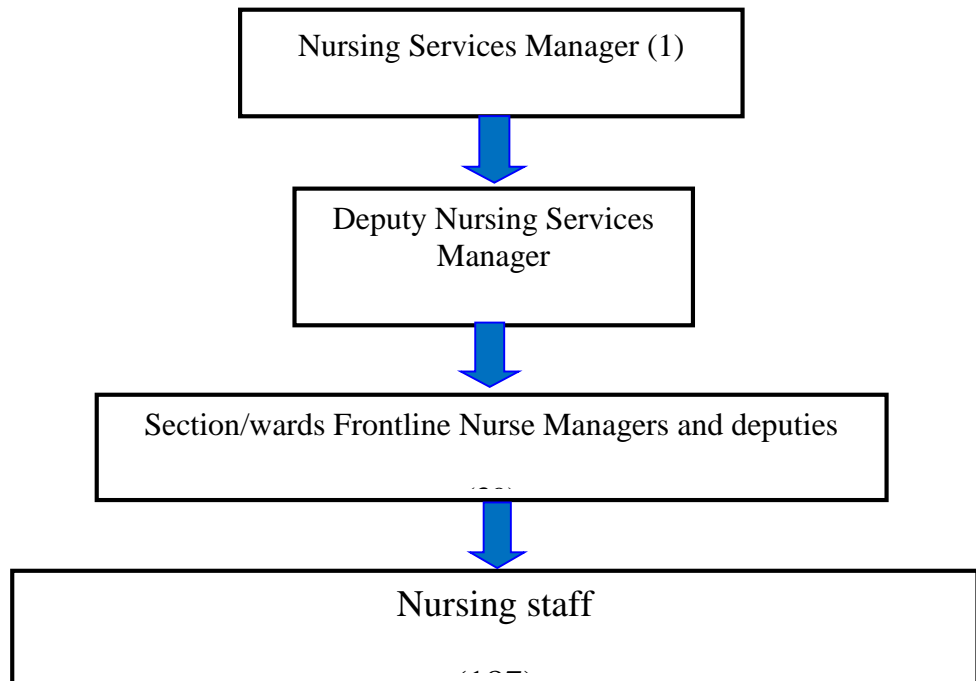 Nursing Services Manager (1)
Deputy Nursing Services
Manager
Section/wards Frontline Nurse Managers and deputies
Nursing staff